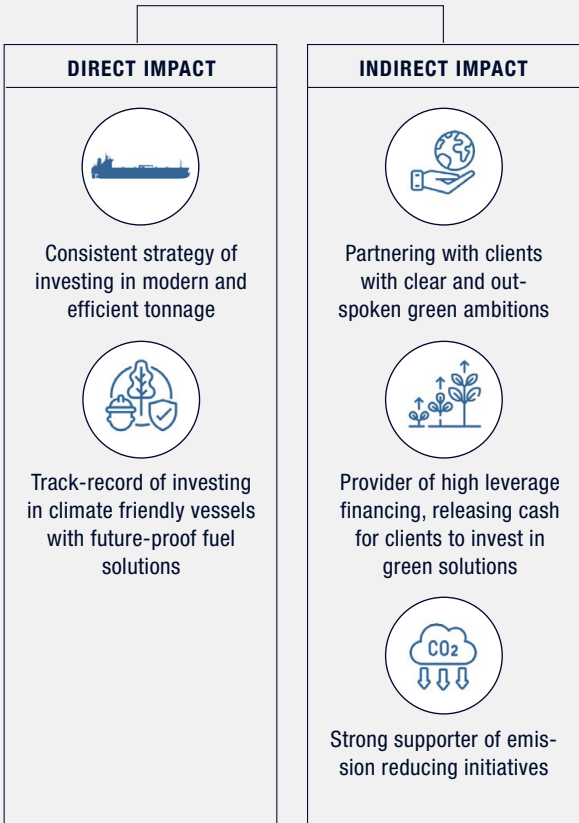 DIRECT IMPACT
Consistent strategy of
investing in modern and
efficient tonnage
Track-record of investing
in climate friendly vessels
with future-proof fuel
solutions
INDIRECT IMPACT
Partnering with clients
with clear and out-
spoken green ambitions
Provider of high leverage
financing, releasing cash
for clients to invest in
green solutions
CO₂
Strong supporter of emis-
sion reducing initiatives